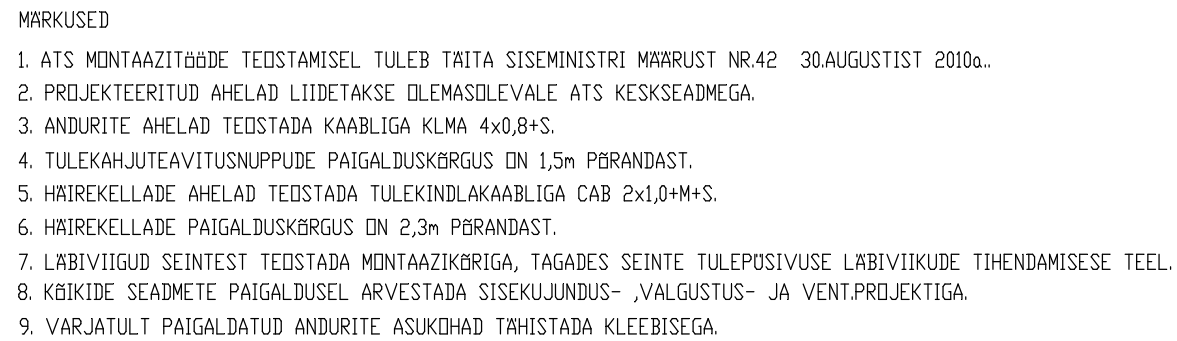 MÄRKUSED
1. ATS MONTAAZITÖÖDE TEOSTAMISEL TULEB TÄITA SISEMINISTRI MÄÄRUST NR.42 30.AUGUSTIST 2010a..
2. PROJEKTEERITUD AHELAD LIIDETAKSE OLEMASOLEVALE ATS KESKSEADMEGA.
3. ANDURITE AHELAD TEOSTADA KAABLIGA KLMA 4x0,8+S.
4. TULEKAHJUTEAVITUSNUPPUDE PAIGALDUSKÕRGUS ON 1,5m PÕRANDAST.
5. HÄIREKELLADE AHELAD TEOSTADA TULEKINDLAKAABLIGA CAB 2x1,0+M+S.
6. HÄIREKELLADE PAIGALDUSKÕRGUS ON 2,3m PÕRANDAST.
7. LÄBIVIIGUD SEINTEST TEOSTADA MONTAAZIKÕRIGA, TAGADES SEINTE TULEPÜSIVUSE LÄBIVIIKUDE TIHENDAMISESE TEEL.
8. KÕIKIDE SEADMETE PAIGALDUSEL ARVESTADA SISEKUJUNDUS- ,VALGUSTUS- JA VENT.PROJEKTIGA.
9. VARJATULT PAIGALDATUD ANDURITE ASUKOHAD TÄHISTADA KLEEBISEGA.